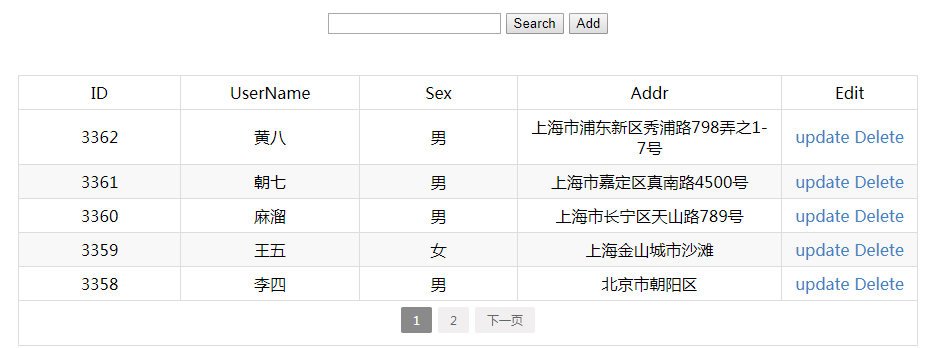 Search Add
ID UserName Sex Addr Edit
3362 黄八 男 上海市浦东新区秀浦路798弄之1-
7号 update Delete
3361 朝七 男 上海市嘉定区真南路4500号 update Delete
3360 麻溜 男 上海市长宁区天山路789号 update Delete
3359 王五 女 上海金山城市沙滩 update Delete
3358 李四 男 北京市朝阳区 update Delete
1 2 下一页